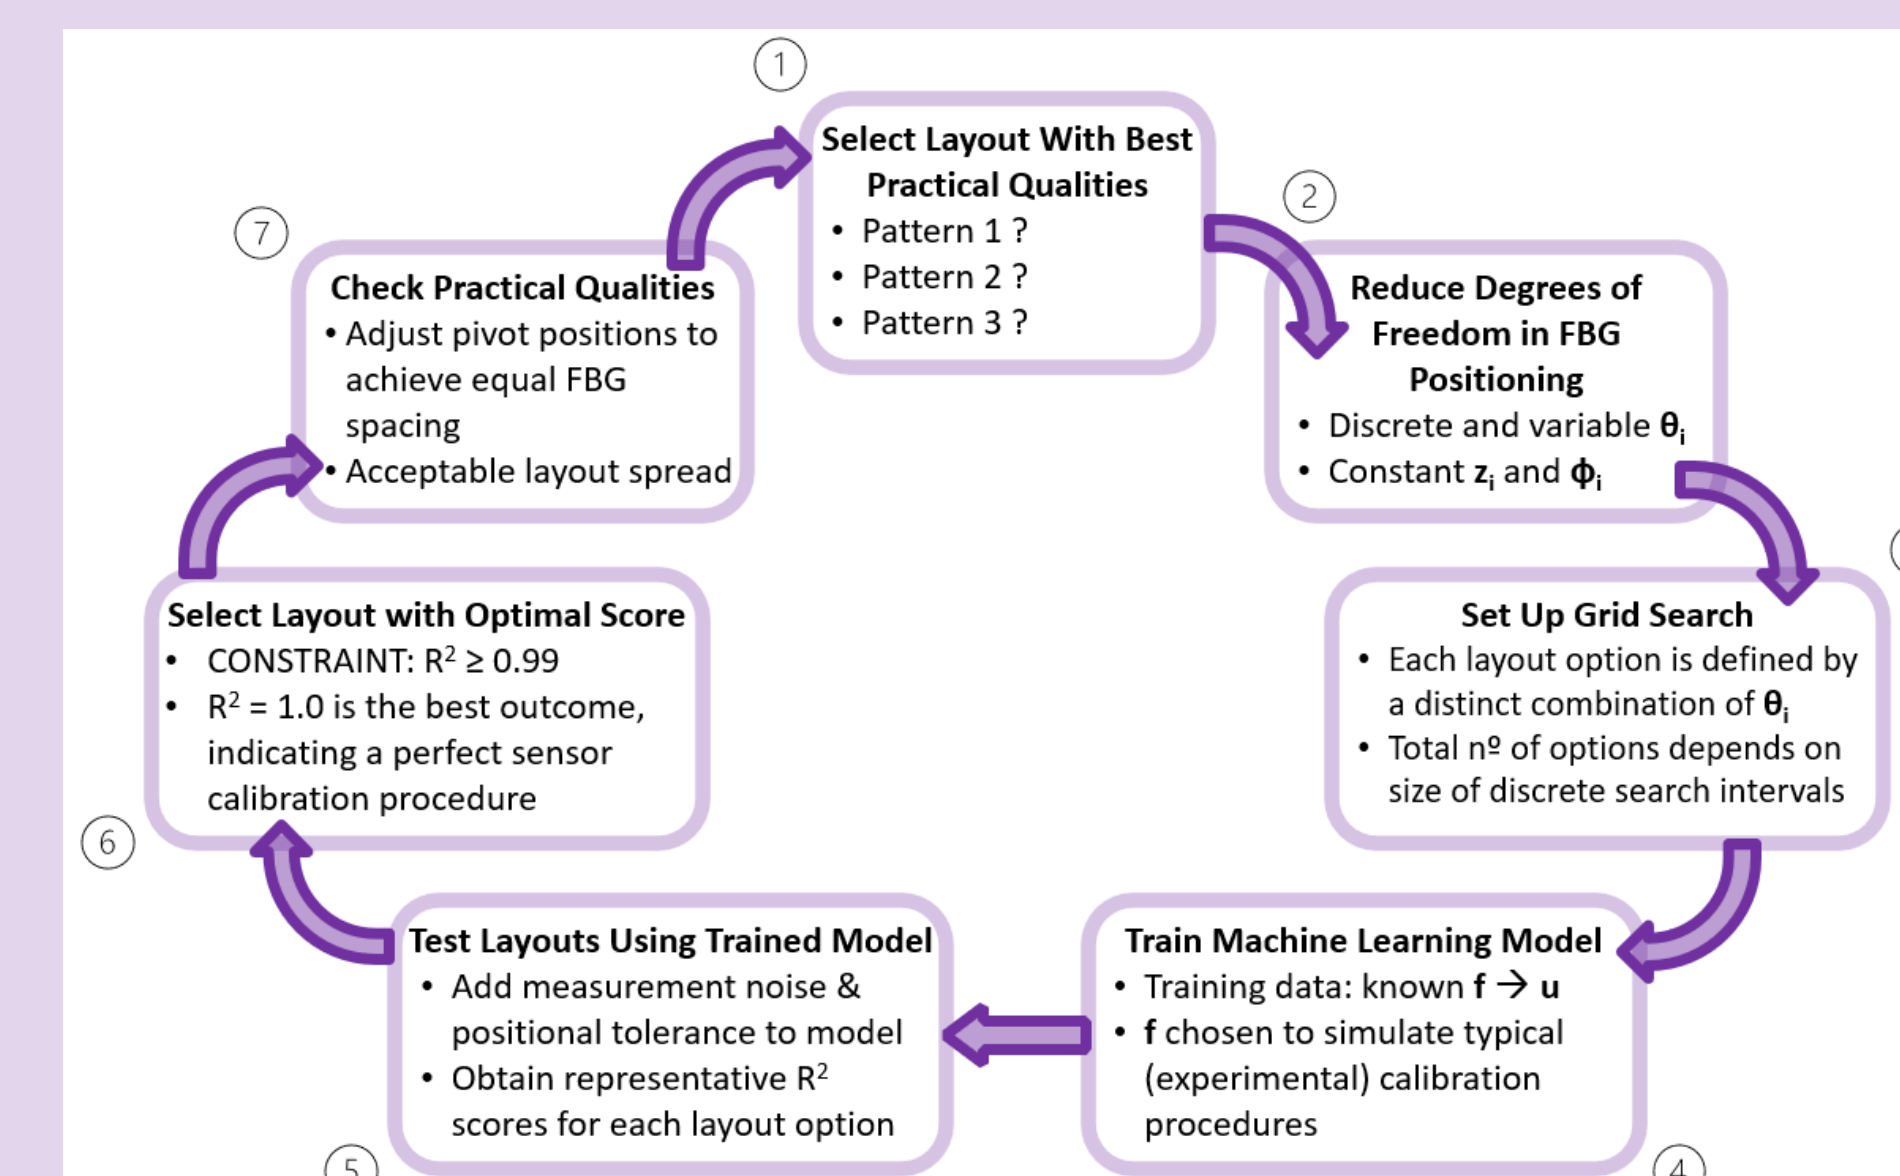 1
Select Layout With Best
Practical Qualities
• Pattern 1 ?
• Pattern 2 ?
• Pattern 3 ?
2
Reduce Degrees of
Freedom in FBG
Positioning
• Discrete and variable θᵢ
• Constant zᵢ and ϕᵢ
Set Up Grid Search
• Each layout option is defined by
a distinct combination of θᵢ
• Total nº of options depends on
size of discrete search intervals
4
Train Machine Learning Model
• Training data: known f → u
• f chosen to simulate typical
(experimental) calibration
procedures
5
Test Layouts Using Trained Model
• Add measurement noise &
positional tolerance to model
• Obtain representative R²
scores for each layout option
6
Select Layout with Optimal Score
• CONSTRAINT: R² ≥ 0.99
• R² = 1.0 is the best outcome,
indicating a perfect sensor
calibration procedure
7
Check Practical Qualities
• Adjust pivot positions to
achieve equal FBG
spacing
• Acceptable layout spread